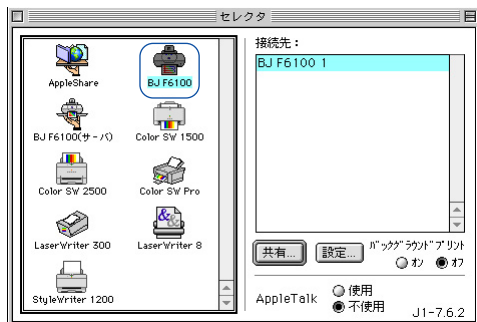 セレクタ
AppleShare
BJ F6100
BJ F6100(サーバ)
Color SW 1500
Color SW 2500
Color SW Pro
LaserWriter 300
LaserWriter 8
StyleWriter 1200
接続先：
BJ F6100 1
共有...
設定...
バックグラウンドプリント
オン
オフ
AppleTalk
使用
不使用
J1-7.6.2